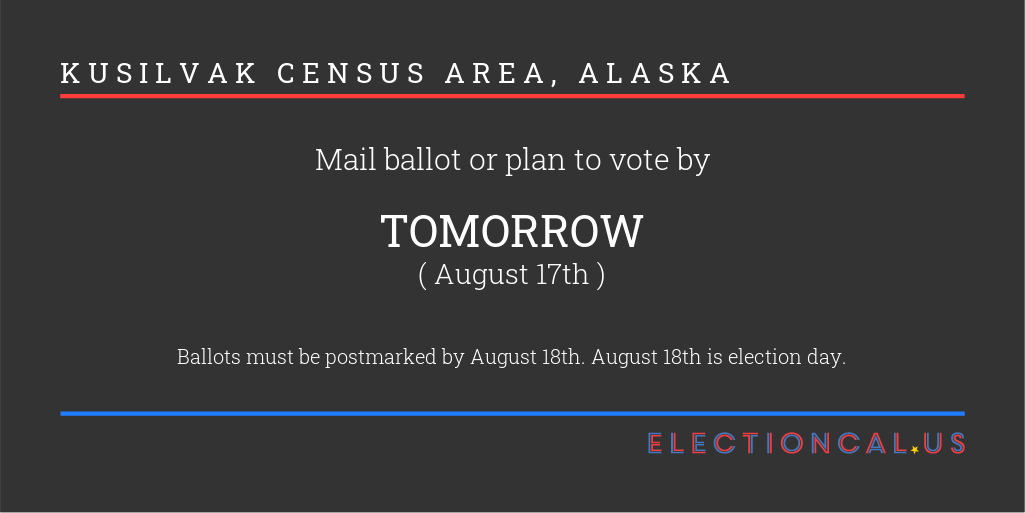 KUSILVAK CENSUS AREA, ALASKA
Mail ballot or plan to vote by
TOMORROW
( August 17th )
Ballots must be postmarked by August 18th. August 18th is election day.
ELECTIONCAL.US